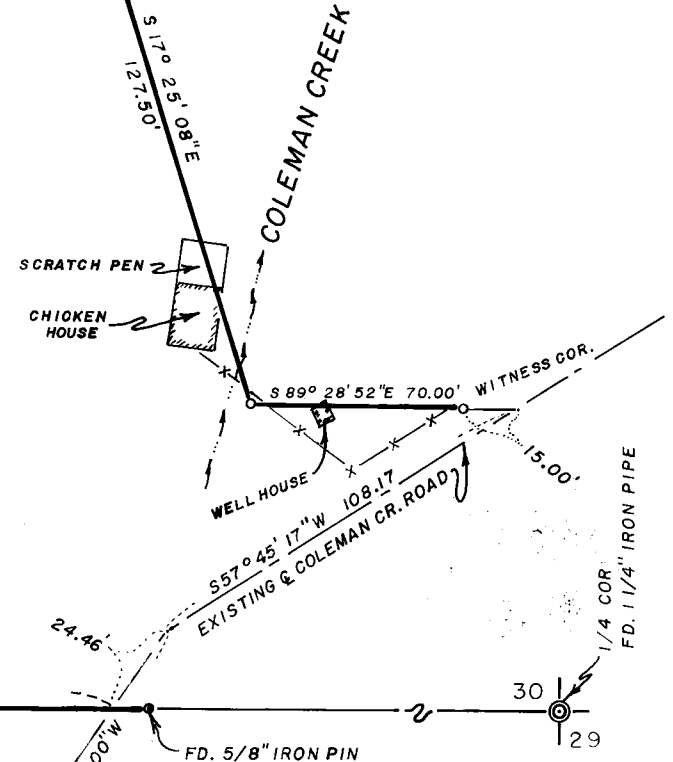 S 17° 25' 08"E
127.50'
COLEMAN CREEK
SCRATCH PEN
CHICKEN
HOUSE
S 89° 28' 52"E 70.00'
WITNESS COR.
15.00'
WELL HOUSE
S57° 45' 17"W 108.17
EXISTING ℄ COLEMAN CR. ROAD
24.46'
1/4 COR
FD. 1 1/4" IRON PIPE
30
29
00"W
FD. 5/8" IRON PIN